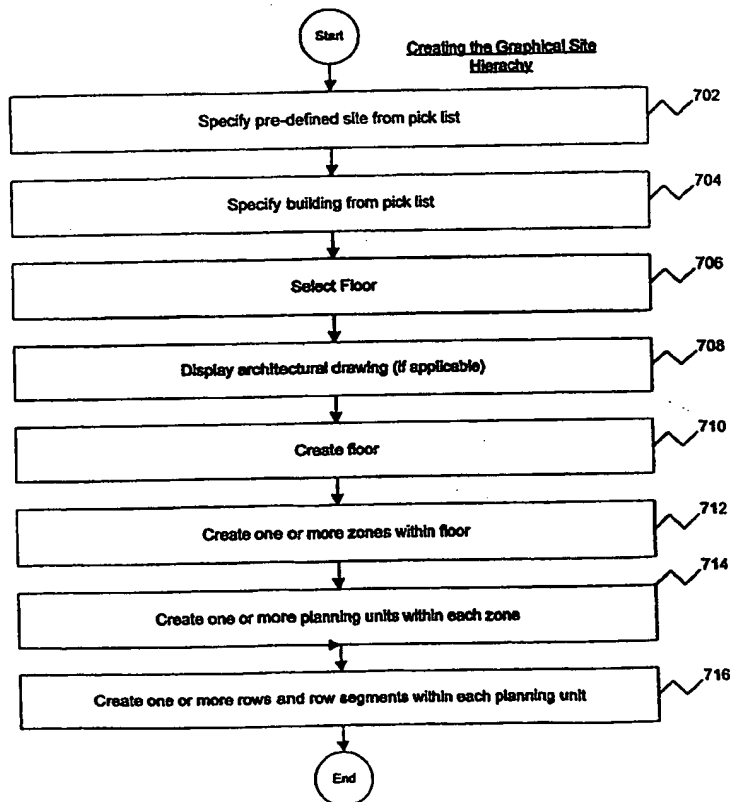 Start
Creating the Graphical Site
Hierachy
702
Specify pre-defined site from pick list
704
Specify building from pick list
706
Select Floor
708
Display architectural drawing (if applicable)
710
Create floor
712
Create one or more zones within floor
714
Create one or more planning units within each zone
716
Create one or more rows and row segments within each planning unit
End